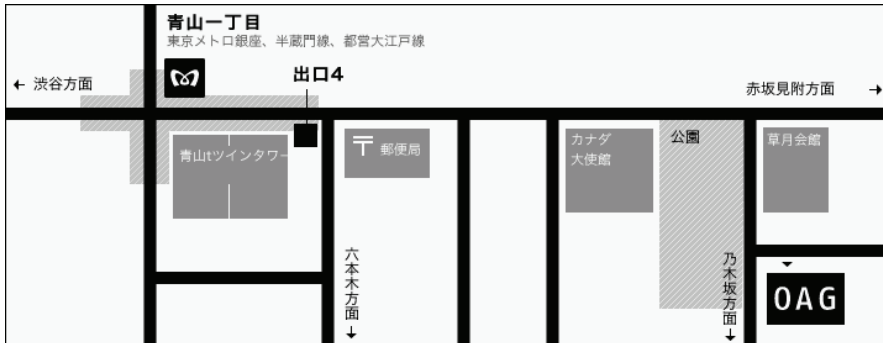 青山一丁目
東京メトロ銀座、半蔵門線、都営大江戸線
出口4
← 渋谷方面
赤坂見附方面 →
青山tツインタワー
〒 郵便局
カナダ
大使館
公園
草月会館
六本木方面 ↓
乃木坂方面 ↓
OAG